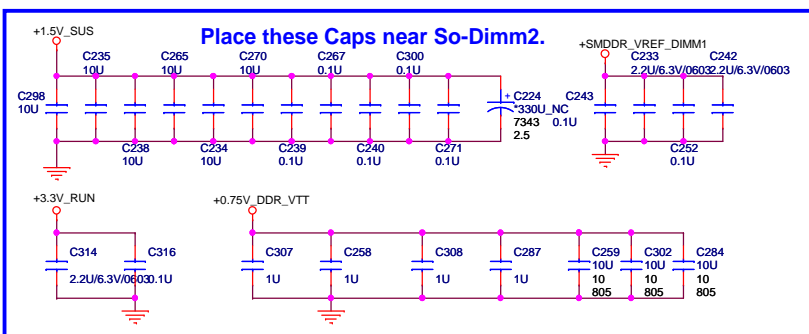 Place these Caps near So-Dimm2.
+1.5V_SUS
C298
10U
C235
10U
C238
10U
C265
10U
C234
10U
C270
10U
C239
0.1U
C267
0.1U
C240
0.1U
C300
0.1U
C271
0.1U
+
C224
*330U_NC
7343
2.5
+SMDDR_VREF_DIMM1
C243
0.1U
C233
2.2U/6.3V/0603
C252
0.1U
C242
2.2U/6.3V/0603
+3.3V_RUN
C314
2.2U/6.3V/0603
C316
0.1U
+0.75V_DDR_VTT
C307
1U
C258
1U
C308
1U
C287
1U
C259
10U
10
805
C302
10U
10
805
C284
10U
10
805